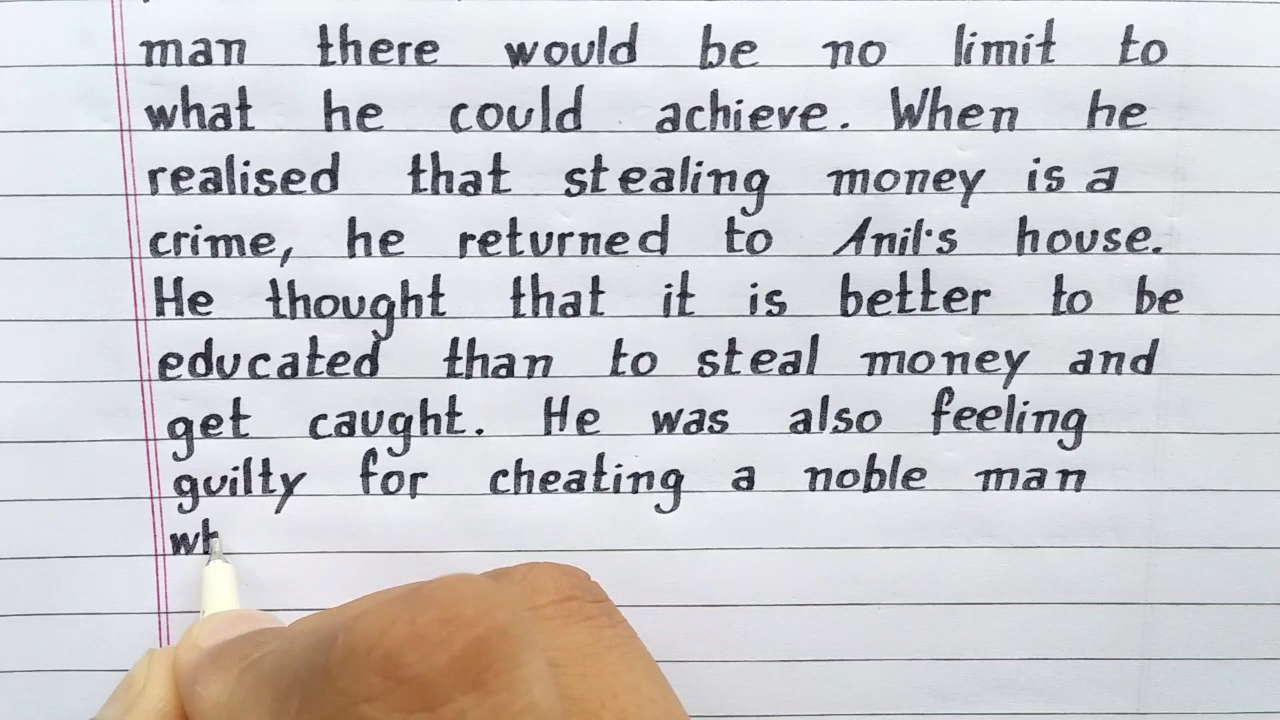 man there would be no limit to
what he could achieve. When he
realised that stealing money is a
crime, he returned to Anil's house.
He thought that it is better to be
educated than to steal money and
get caught. He was also feeling
guilty for cheating a noble man
wh